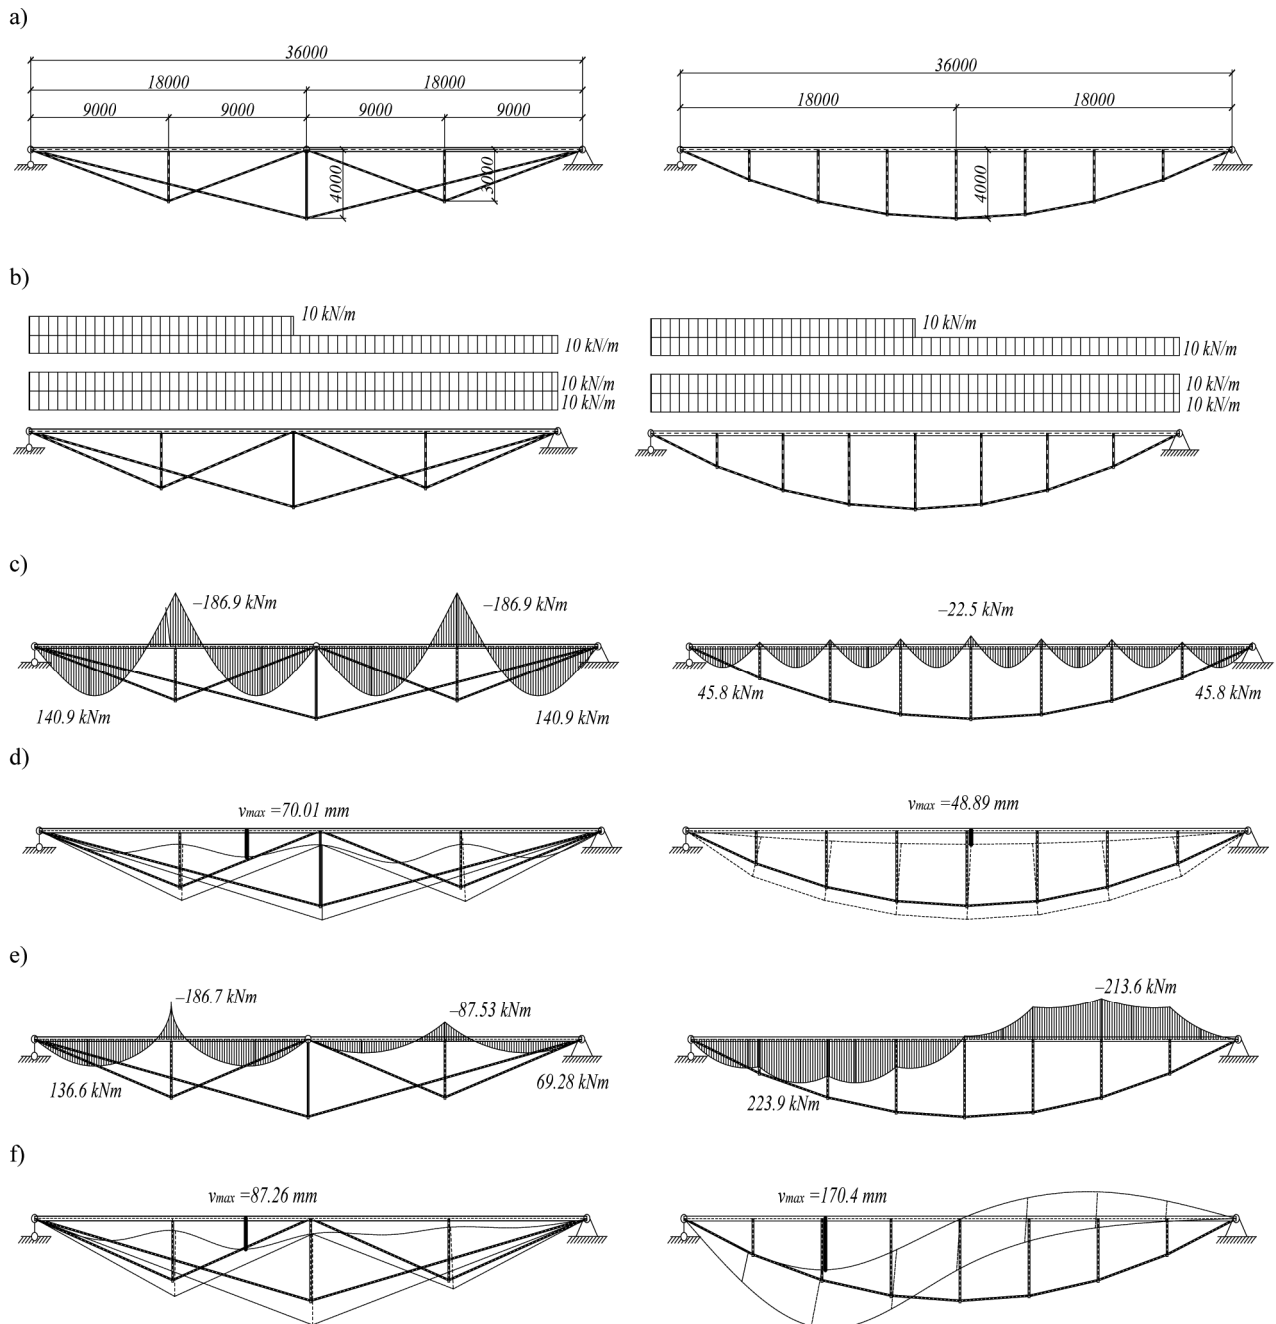 a)
36000
18000 18000
9000 9000 9000 9000
4000
3000
36000
18000 18000
4000
b)
10 kN/m
10 kN/m
10 kN/m
10 kN/m
10 kN/m
10 kN/m
10 kN/m
10 kN/m
c)
–186.9 kNm
–186.9 kNm
140.9 kNm
140.9 kNm
–22.5 kNm
45.8 kNm
45.8 kNm
d)
vmax =70.01 mm
vmax =48.89 mm
e)
–186.7 kNm
–87.53 kNm
136.6 kNm
69.28 kNm
–213.6 kNm
223.9 kNm
f)
vmax =87.26 mm
vmax =170.4 mm